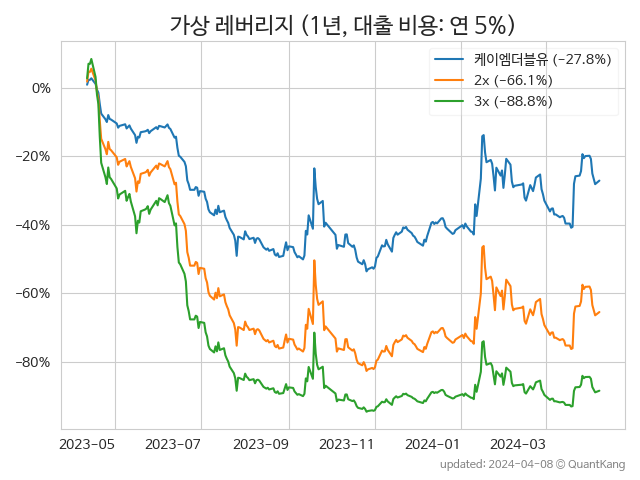 가상 레버리지 (1년, 대출 비용: 연 5%)
케이엠더블유 (−27.8%)
2x (−66.1%)
3x (−88.8%)
0%
−20%
−40%
−60%
−80%
2023−05 2023−07 2023−09 2023−11 2024−01 2024−03
updated: 2024−04−08 © QuantKang